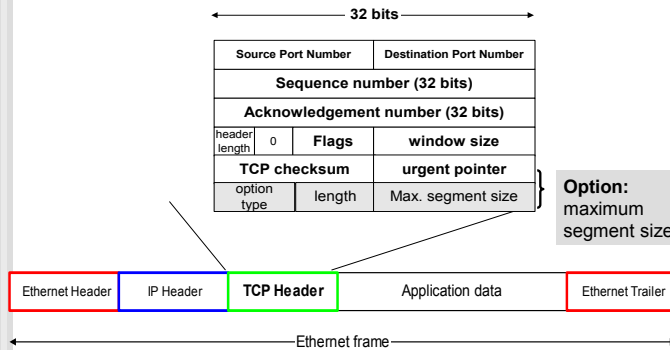 32 bits
Source Port Number Destination Port Number
Sequence number (32 bits)
Acknowledgement number (32 bits)
header length 0 Flags window size
TCP checksum urgent pointer
option type length Max. segment size
Option:
maximum
segment size
Ethernet Header IP Header TCP Header Application data Ethernet Trailer
Ethernet frame